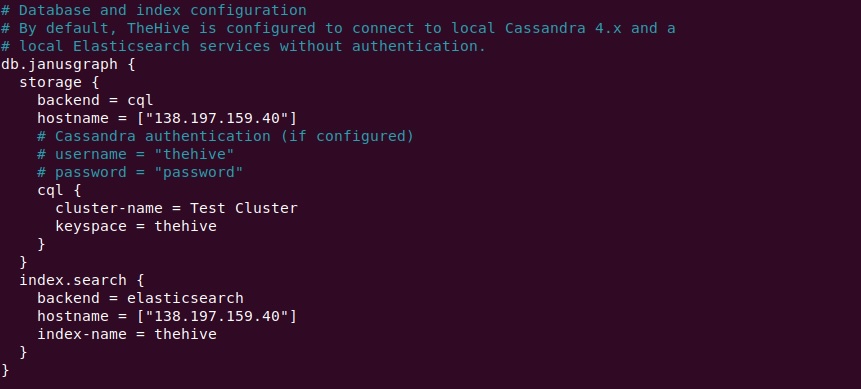 # Database and index configuration
# By default, TheHive is configured to connect to local Cassandra 4.x and a
# local Elasticsearch services without authentication.
db.janusgraph {
  storage {
    backend = cql
    hostname = ["138.197.159.40"]
    # Cassandra authentication (if configured)
    # username = "thehive"
    # password = "password"
    cql {
      cluster-name = Test Cluster
      keyspace = thehive
    }
  }
  index.search {
    backend = elasticsearch
    hostname = ["138.197.159.40"]
    index-name = thehive
  }
}